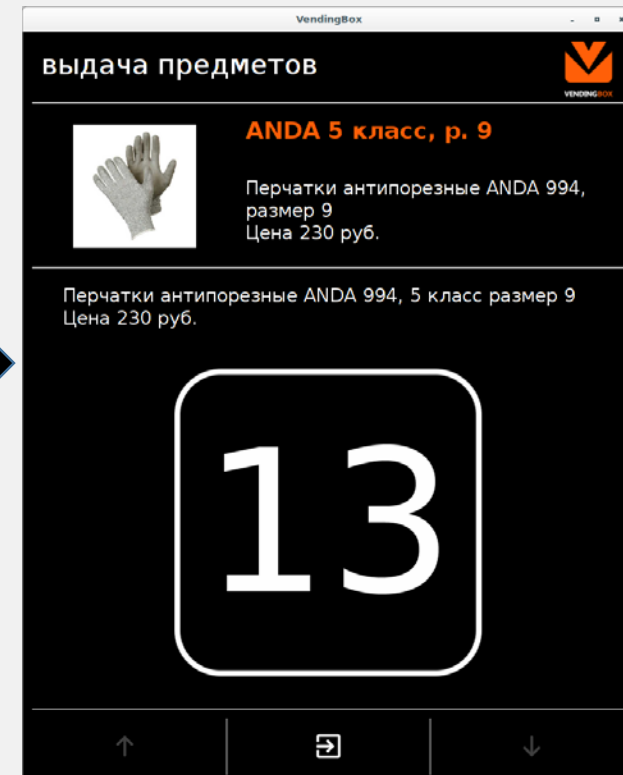 VendingBox
выдача предметов
VENDINGBOX
ANDA 5 класс, р. 9
Перчатки антипорезные ANDA 994,
размер 9
Цена 230 руб.
Перчатки антипорезные ANDA 994, 5 класс размер 9
Цена 230 руб.
13